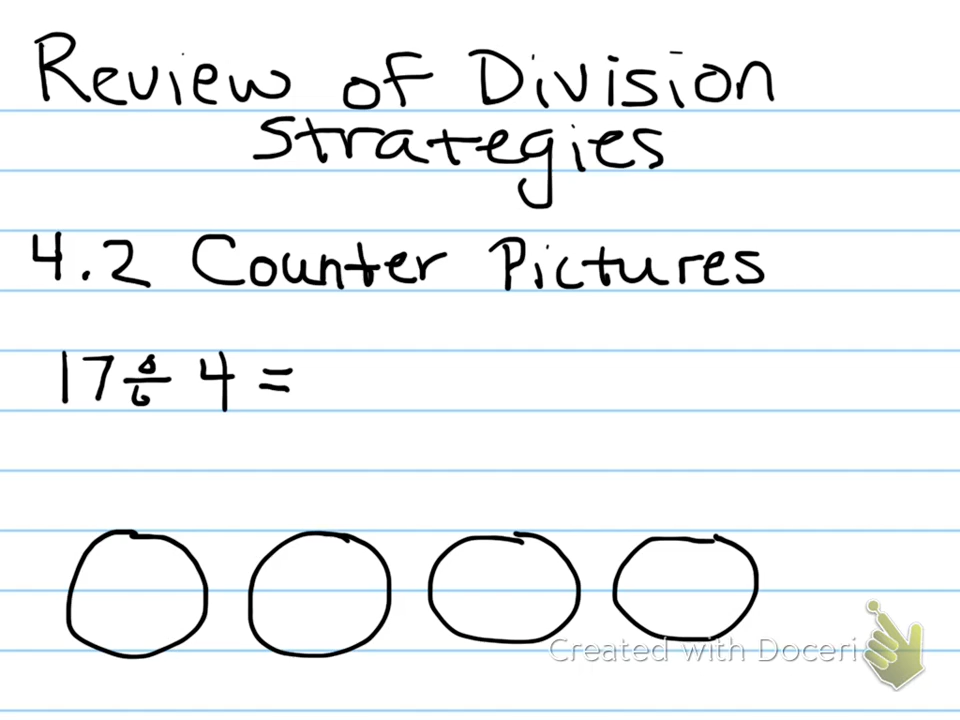 Review of Division
Strategies
4.2 Counter Pictures
17 ÷ 4 =
Created with Doceri